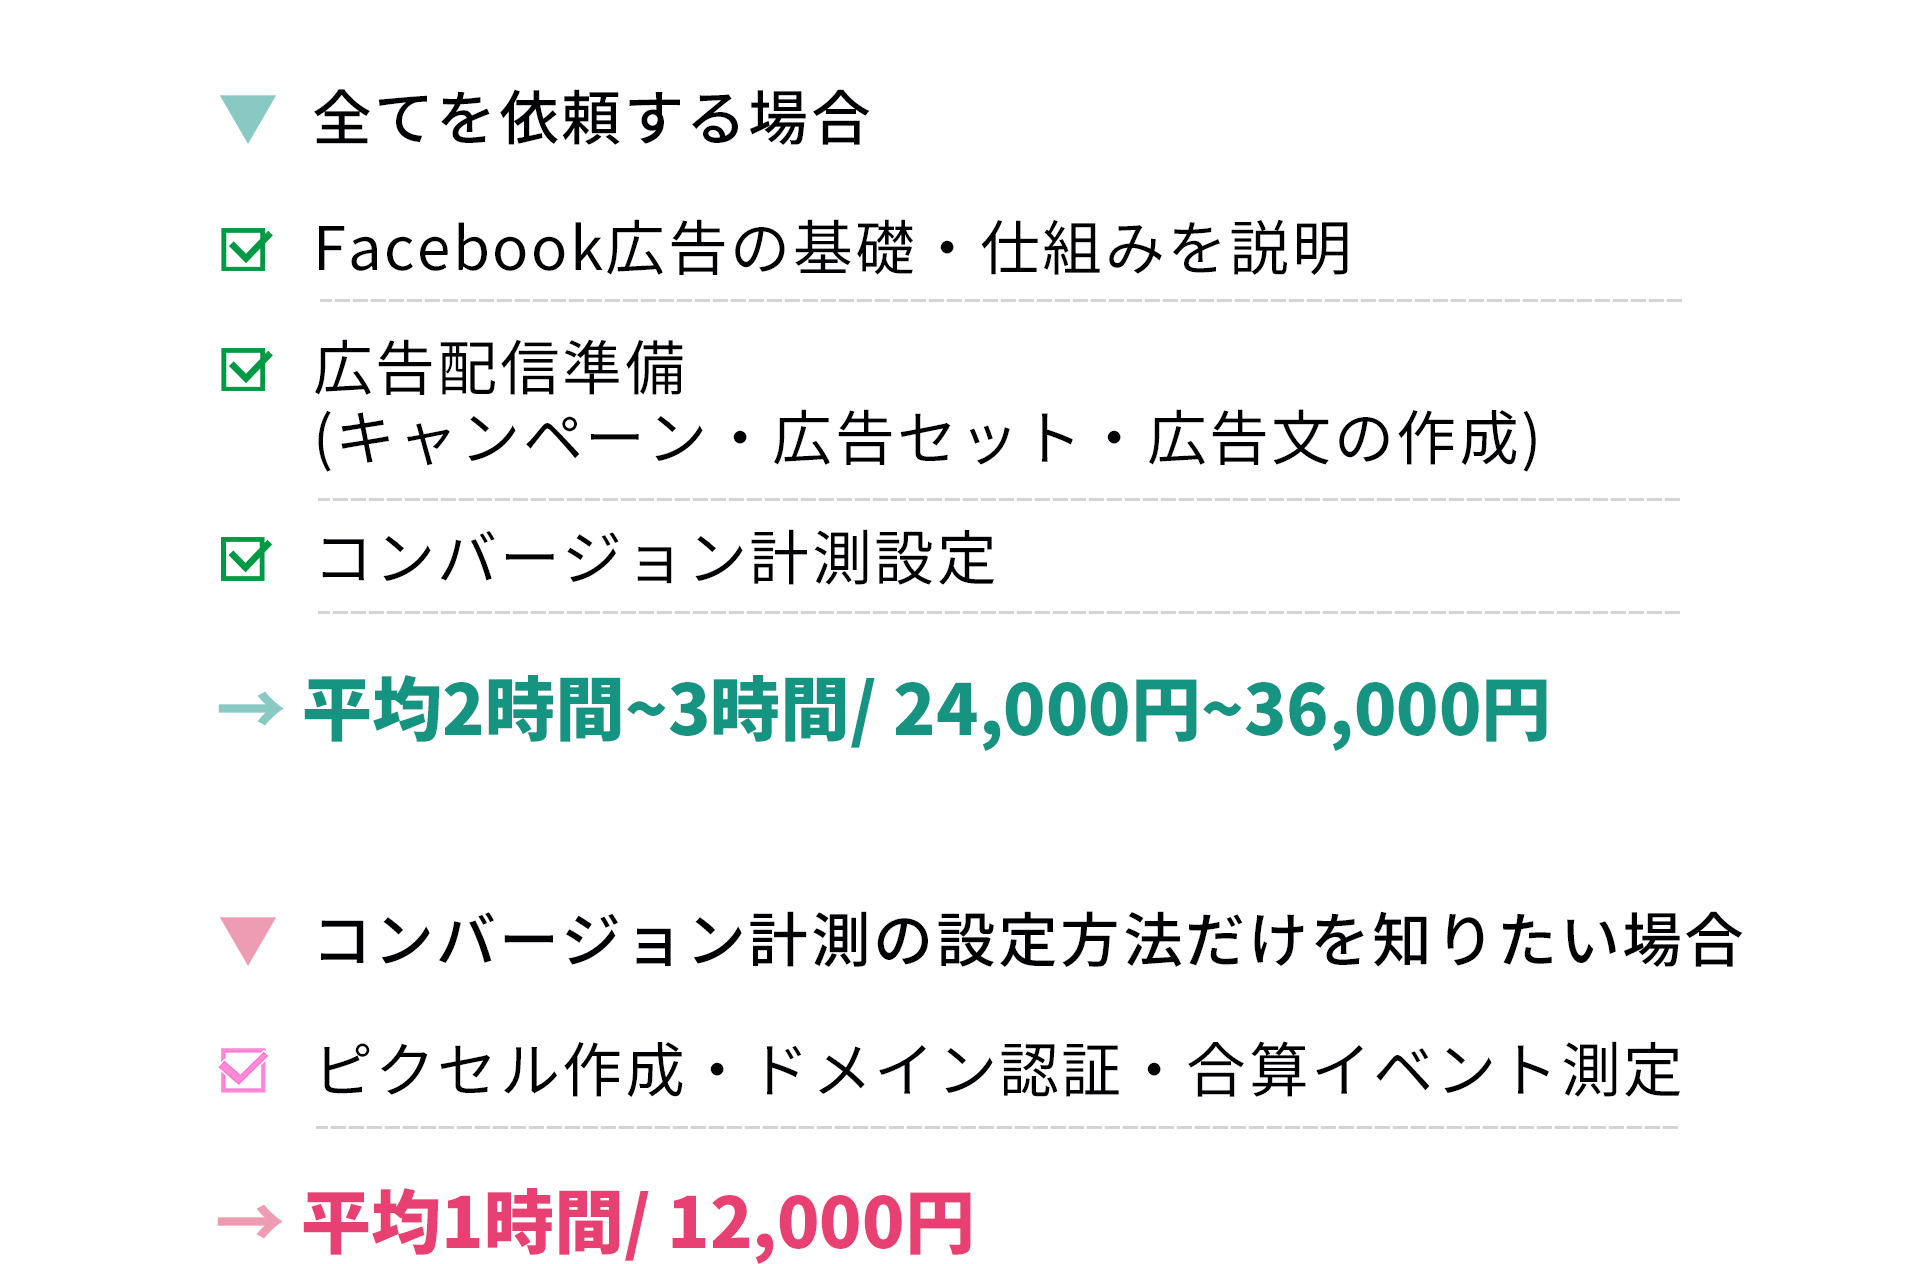 ▼ 全てを依頼する場合
Facebook広告の基礎・仕組みを説明
広告配信準備
(キャンペーン・広告セット・広告文の作成)
コンバージョン計測設定
→ 平均2時間~3時間/ 24,000円~36,000円
▼ コンバージョン計測の設定方法だけを知りたい場合
ピクセル作成・ドメイン認証・合算イベント測定
→ 平均1時間/ 12,000円